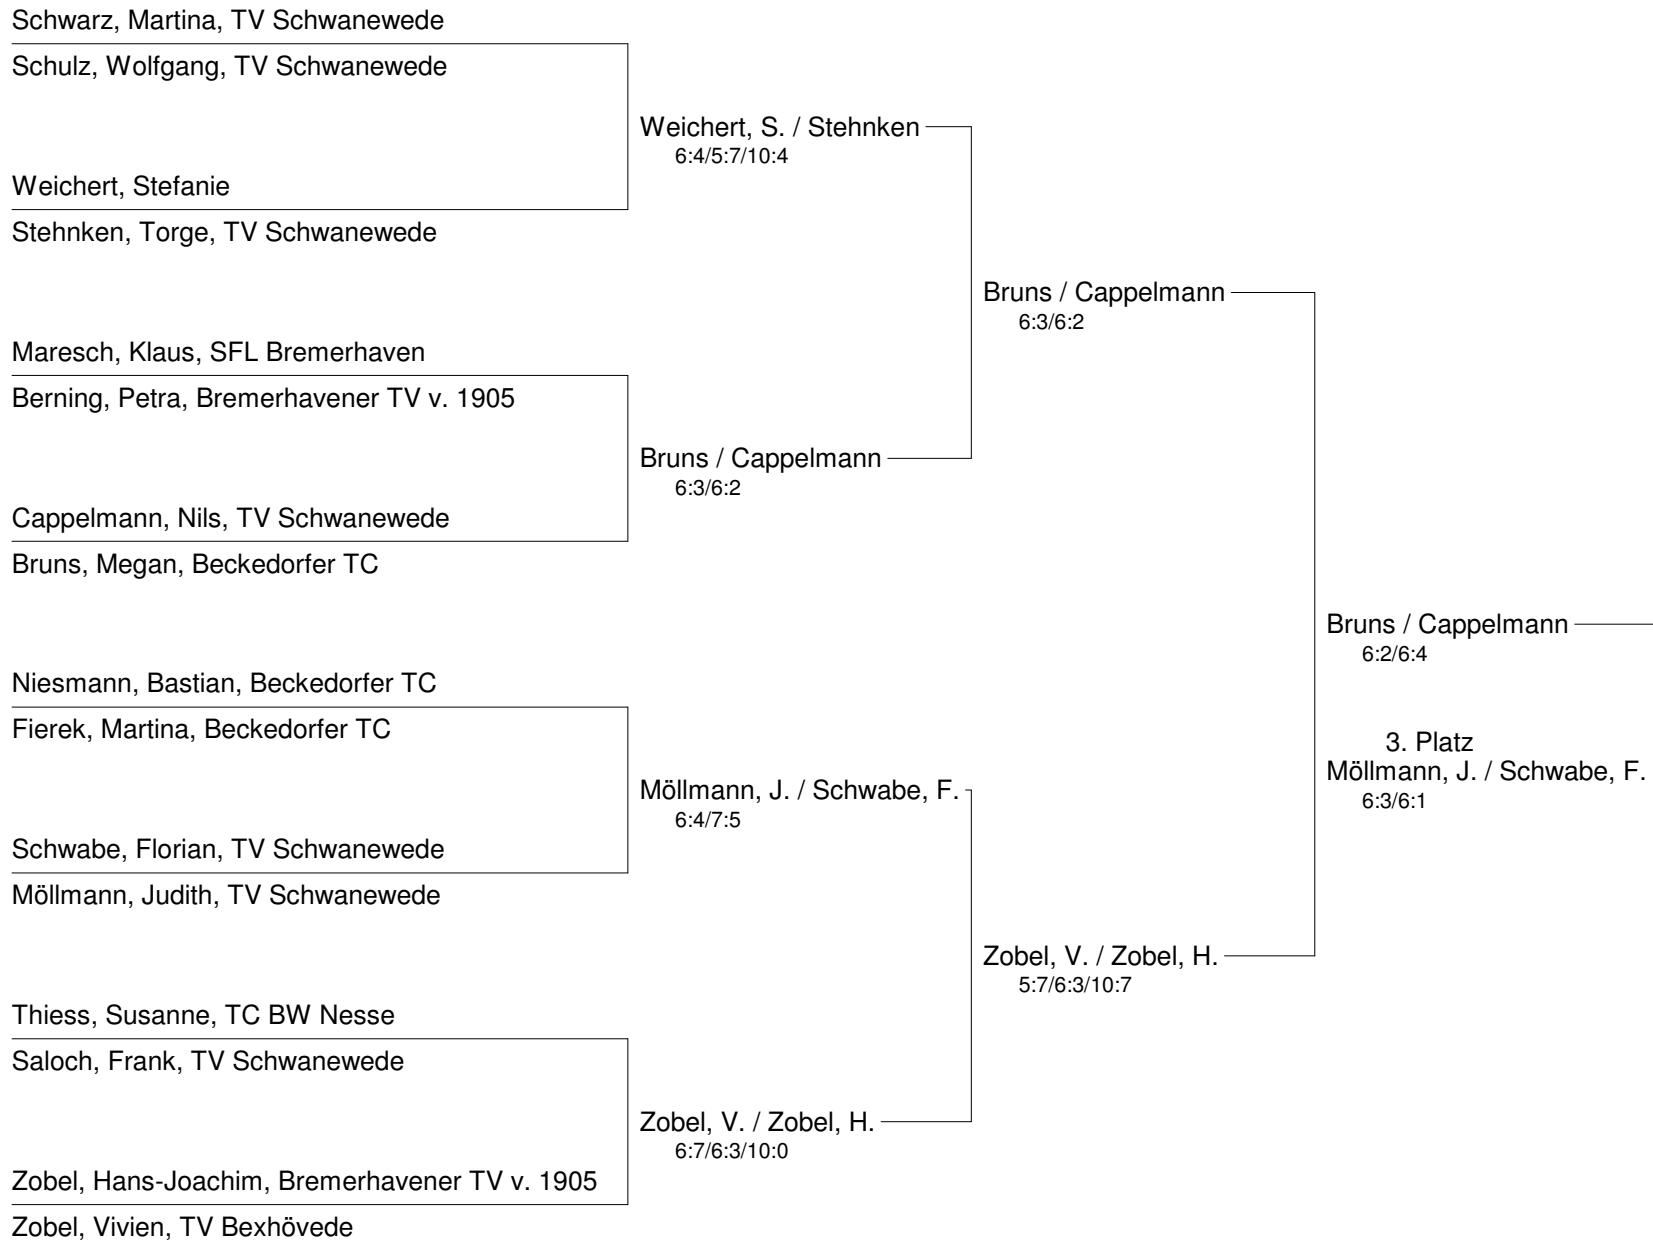 Schwarz, Martina, TV Schwanewede
Schulz, Wolfgang, TV Schwanewede
Weichert, S. / Stehnken
6:4/5:7/10:4
Weichert, Stefanie
Stehnken, Torge, TV Schwanewede
Bruns / Cappelmann
6:3/6:2
Maresch, Klaus, SFL Bremerhaven
Berning, Petra, Bremerhavener TV v. 1905
Bruns / Cappelmann
6:3/6:2
Cappelmann, Nils, TV Schwanewede
Bruns, Megan, Beckedorfer TC
Bruns / Cappelmann
6:2/6:4
Niesmann, Bastian, Beckedorfer TC
Fierek, Martina, Beckedorfer TC
3. Platz
Möllmann, J. / Schwabe, F.
6:3/6:1
Möllmann, J. / Schwabe, F.
6:4/7:5
Schwabe, Florian, TV Schwanewede
Möllmann, Judith, TV Schwanewede
Zobel, V. / Zobel, H.
5:7/6:3/10:7
Thiess, Susanne, TC BW Nesse
Saloch, Frank, TV Schwanewede
Zobel, V. / Zobel, H.
6:7/6:3/10:0
Zobel, Hans-Joachim, Bremerhavener TV v. 1905
Zobel, Vivien, TV Bexhövede